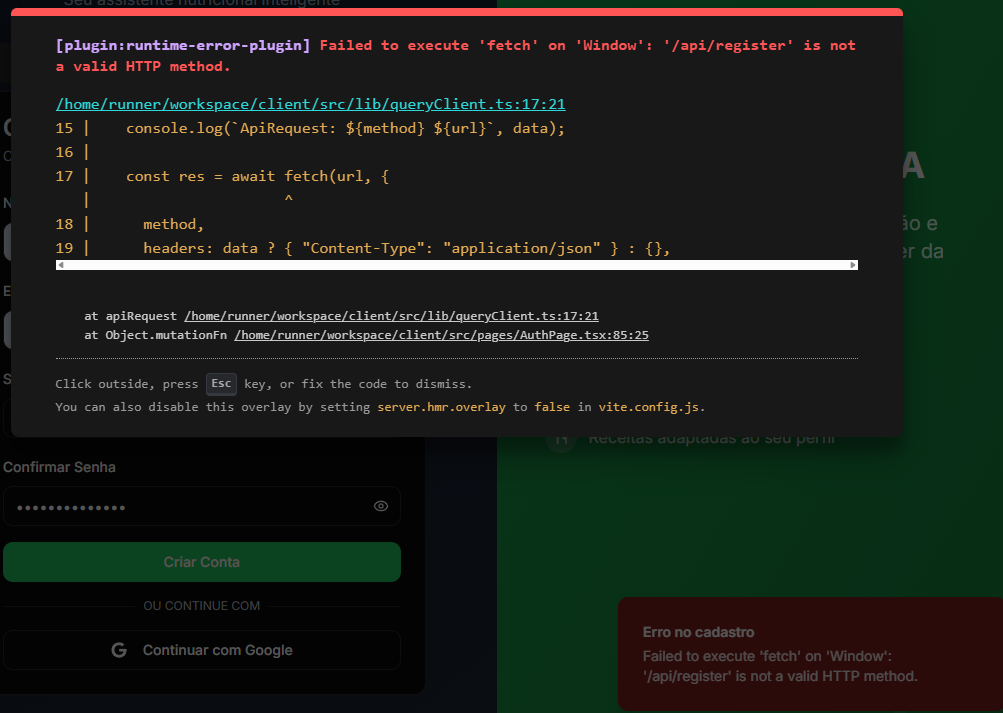 Seu assistente nutricional inteligente
[plugin:runtime-error-plugin] Failed to execute 'fetch' on 'Window': '/api/register' is not
a valid HTTP method.
/home/runner/workspace/client/src/lib/queryClient.ts:17:21
15 |    console.log(`ApiRequest: ${method} ${url}`, data);
16 |
17 |    const res = await fetch(url, {
   |                      ^
18 |      method,
19 |      headers: data ? { "Content-Type": "application/json" } : {},
at apiRequest /home/runner/workspace/client/src/lib/queryClient.ts:17:21
at Object.mutationFn /home/runner/workspace/client/src/pages/AuthPage.tsx:85:25
Click outside, press Esc key, or fix the code to dismiss.
You can also disable this overlay by setting server.hmr.overlay to false in vite.config.js.
A
ão e
er da
Receitas adaptadas ao seu perfil
Confirmar Senha
••••••••••••••
Criar Conta
OU CONTINUE COM
G Continuar com Google
Erro no cadastro
Failed to execute 'fetch' on 'Window':
'/api/register' is not a valid HTTP method.